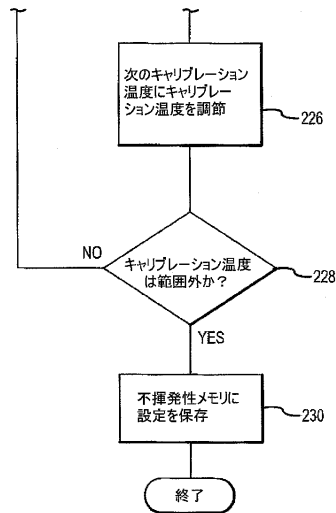 次のキャリブレーション
温度にキャリブレー
ション温度を調節
226
NO
キャリブレーション温度
は範囲外か？
228
YES
不揮発性メモリに
設定を保存
230
終了